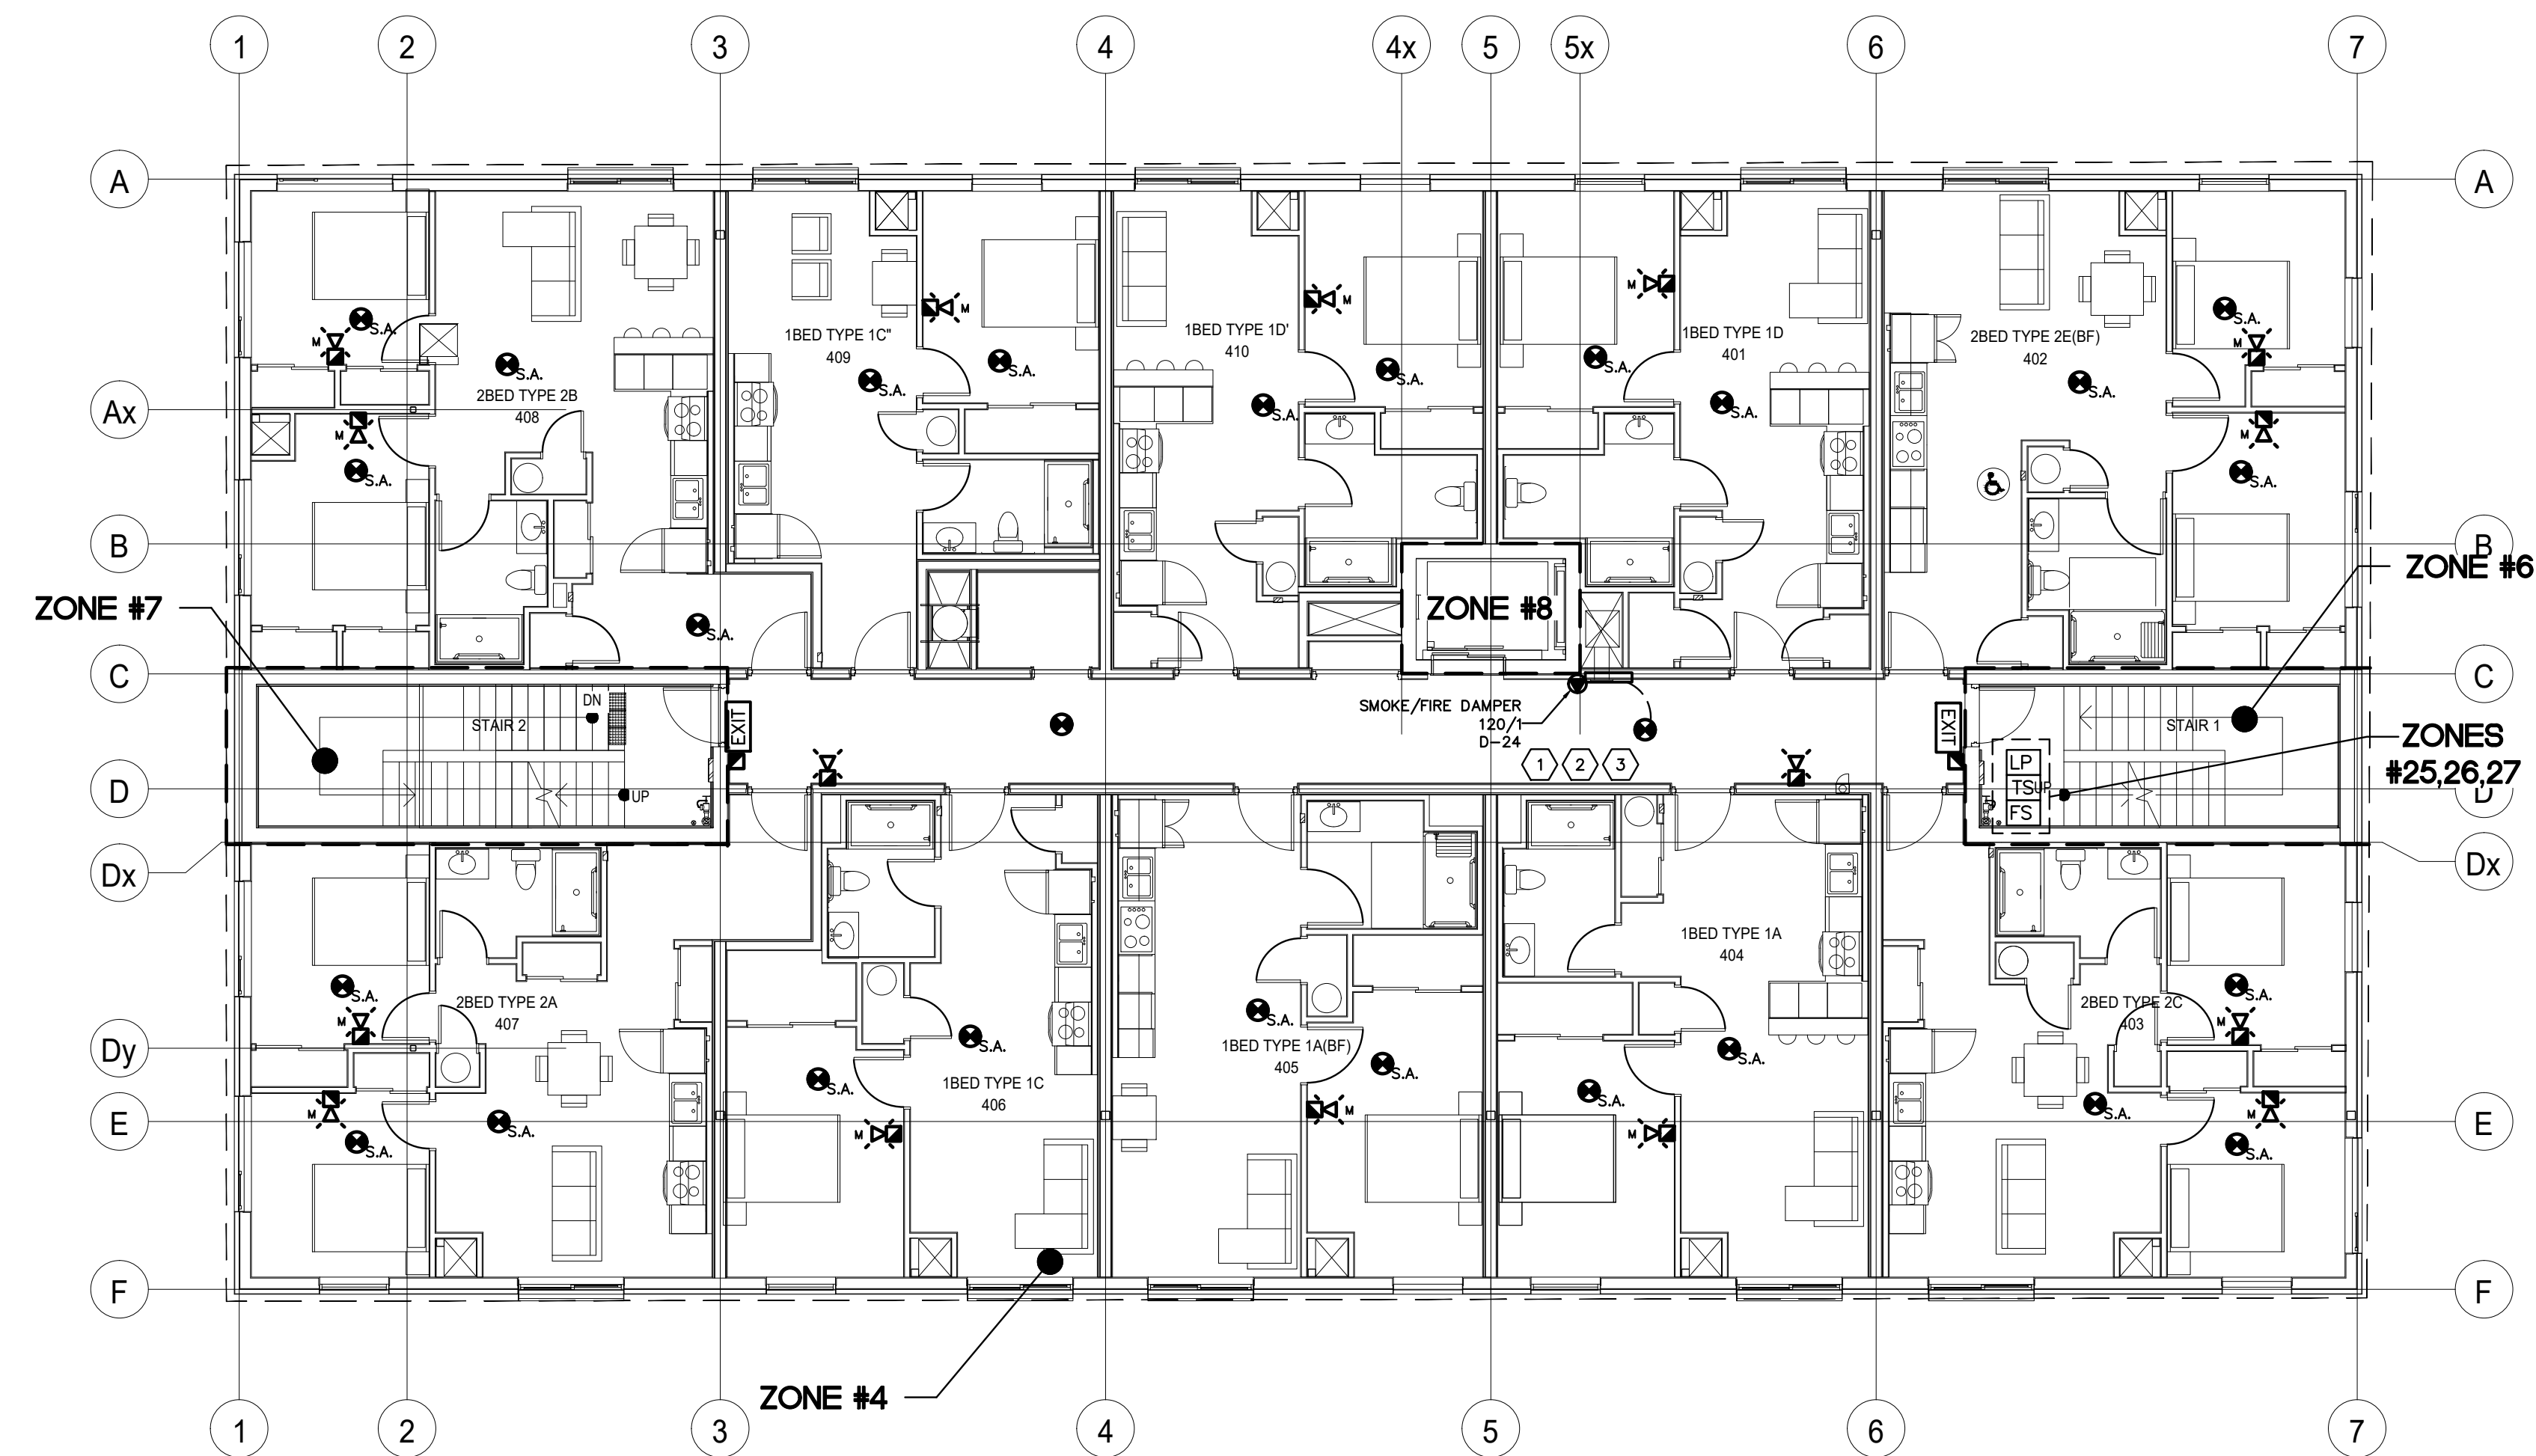 1 2 3 4 4x 5 5x 6 7
A A
S.A.
M
S.A.
S.A.
M
S.A.
2BED TYPE 2B
408
S.A.
1BED TYPE 1C"
409
S.A.
M
S.A.
1BED TYPE 1D'
410
S.A.
M
S.A.
M
S.A.
1BED TYPE 1D
401
S.A.
2BED TYPE 2E(BF)
402
S.A.
S.A.
M
M
S.A.
Ax
B B
ZONE #6
ZONE #7
ZONE #8
S.A.
C C
STAIR 2
DN
UP
EXIT
SMOKE/FIRE DAMPER
120/1
D-24
1 2 3
EXIT
STAIR 1
LP
TS
FS
UP
ZONES
#25,26,27
D D
Dx Dx
S.A.
M
2BED TYPE 2A
407
M
S.A.
S.A.
S.A.
M
S.A.
1BED TYPE 1C
406
S.A.
1BED TYPE 1A(BF)
405
S.A.
M
1BED TYPE 1A
404
S.A.
S.A.
M
2BED TYPE 2C
403
S.A.
S.A.
M
M
S.A.
Dy
E E
F F
ZONE #4
1 2 3 4 5 6 7